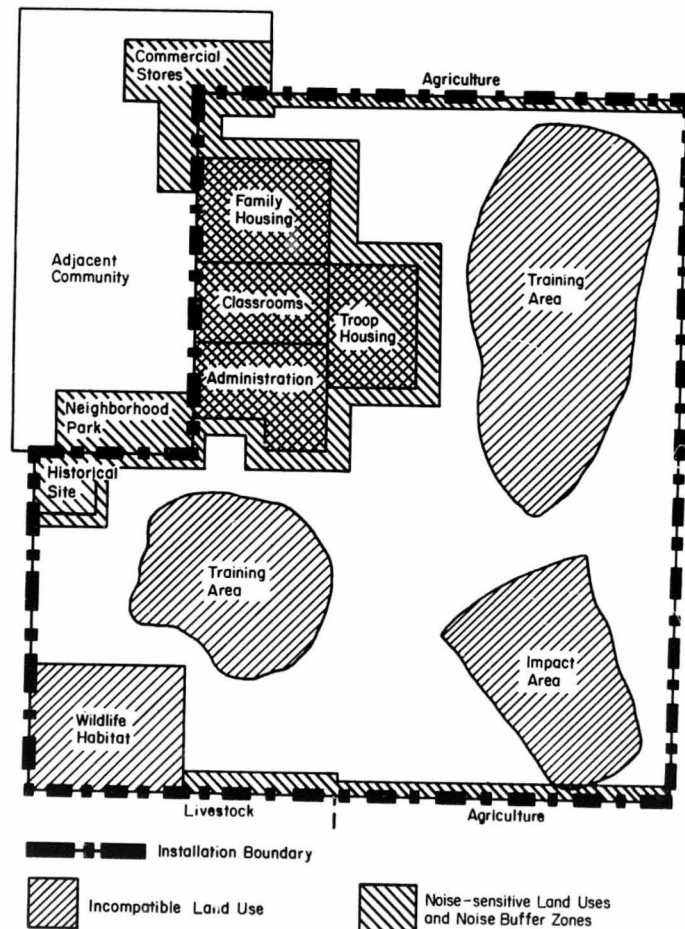 Commercial
Stores
Agriculture
Family
Housing
Adjacent
Community
Classrooms
Troop
Housing
Training
Area
Administration
Neighborhood
Park
Historical
Site
Training
Area
Impact
Area
Wildlife
Habitat
Livestock
Agriculture
Installation Boundary
Incompatible Land Use
Noise-sensitive Land Uses
and Noise Buffer Zones